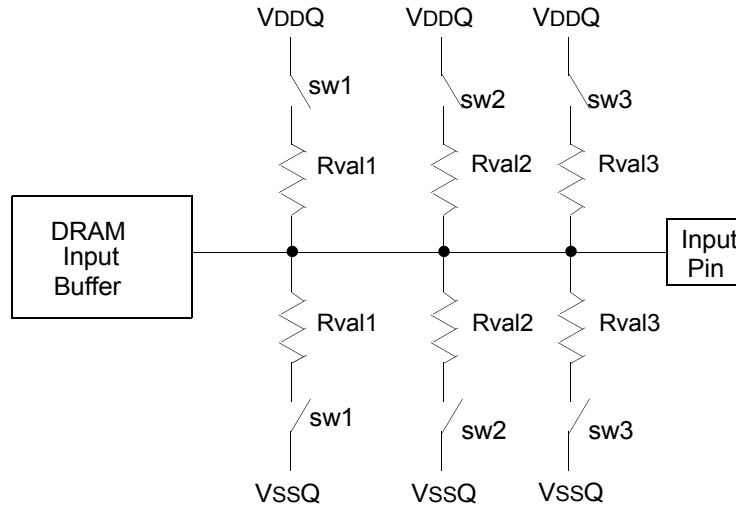 VDDQ VDDQ VDDQ
sw1 sw2 sw3
Rval1 Rval2 Rval3
DRAM
Input
Buffer
Input
Pin
Rval1 Rval2 Rval3
sw1 sw2 sw3
VSSQ VSSQ VSSQ